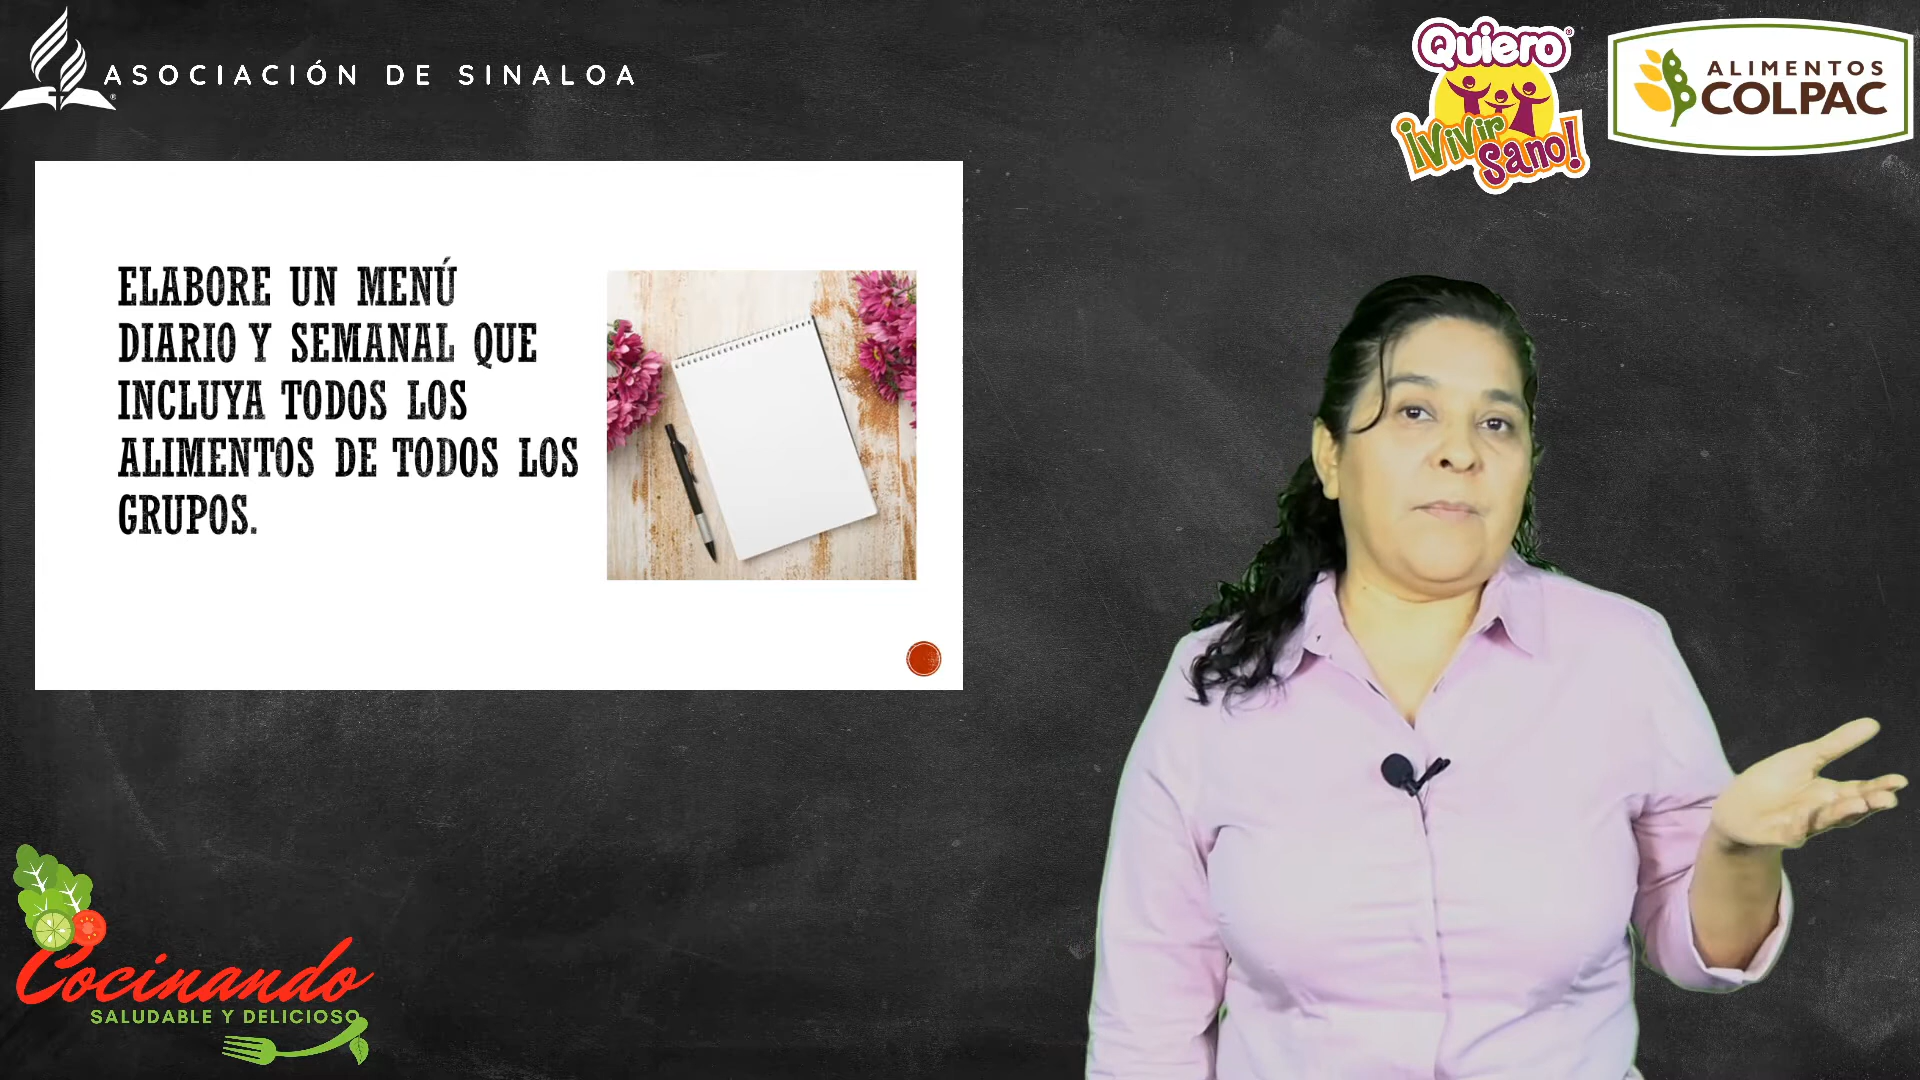 ASOCIACIÓN DE SINALOA
Quiero
¡Vivir
Sano!
ALIMENTOS
COLPAC
ELABORE UN MENÚ
DIARIO Y SEMANAL QUE
INCLUYA TODOS LOS
ALIMENTOS DE TODOS LOS
GRUPOS.
Cocinando
SALUDABLE Y DELICIOSO